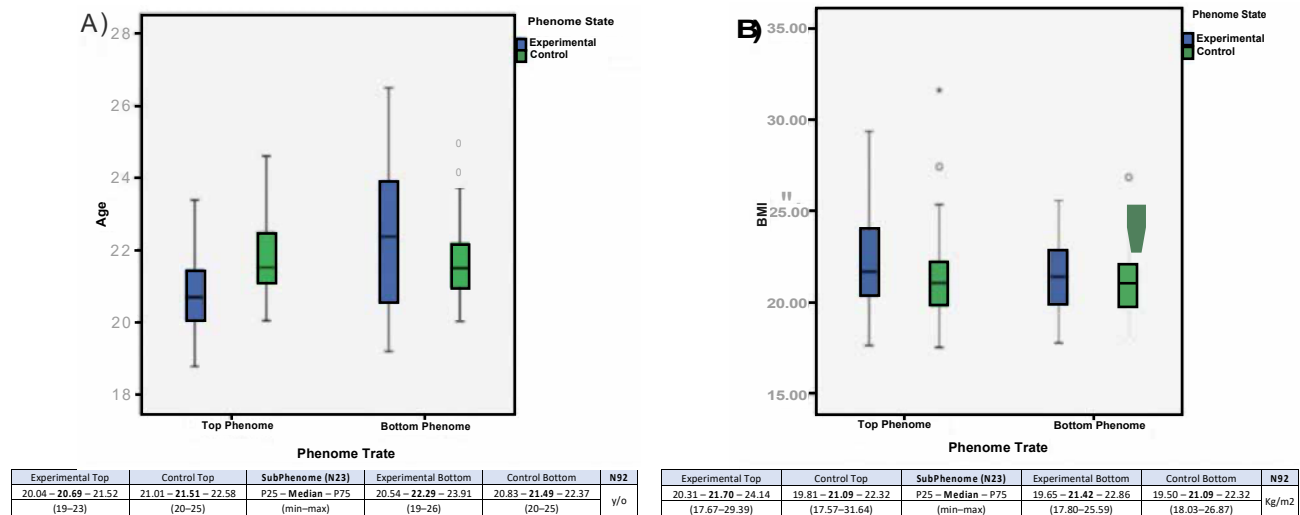 A)
Phenome State
Experimental
Control
28
26
24
22
20
18
Age
Top Phenome
Bottom Phenome
Phenome Trate
Experimental Top
Control Top
SubPhenome (N23)
Experimental Bottom
Control Bottom
N92
20.04 – 20.69 – 21.52
21.01 – 21.51 – 22.58
P25 – Median – P75
20.54 – 22.29 – 23.91
20.83 – 21.49 – 22.37
y/o
(19–23)
(20–25)
(min–max)
(19–26)
(20–25)
B)
Phenome State
Experimental
Control
35.00
30.00
25.00
20.00
15.00
BMI
Top Phenome
Bottom Phenome
Phenome Trate
Experimental Top
Control Top
SubPhenome (N23)
Experimental Bottom
Control Bottom
N92
20.31 – 21.70 – 24.14
19.81 – 21.09 – 22.32
P25 – Median – P75
19.65 – 21.42 – 22.86
19.50 – 21.09 – 22.32
Kg/m2
(17.67–29.39)
(17.57–31.64)
(min–max)
(17.80–25.59)
(18.03–26.87)